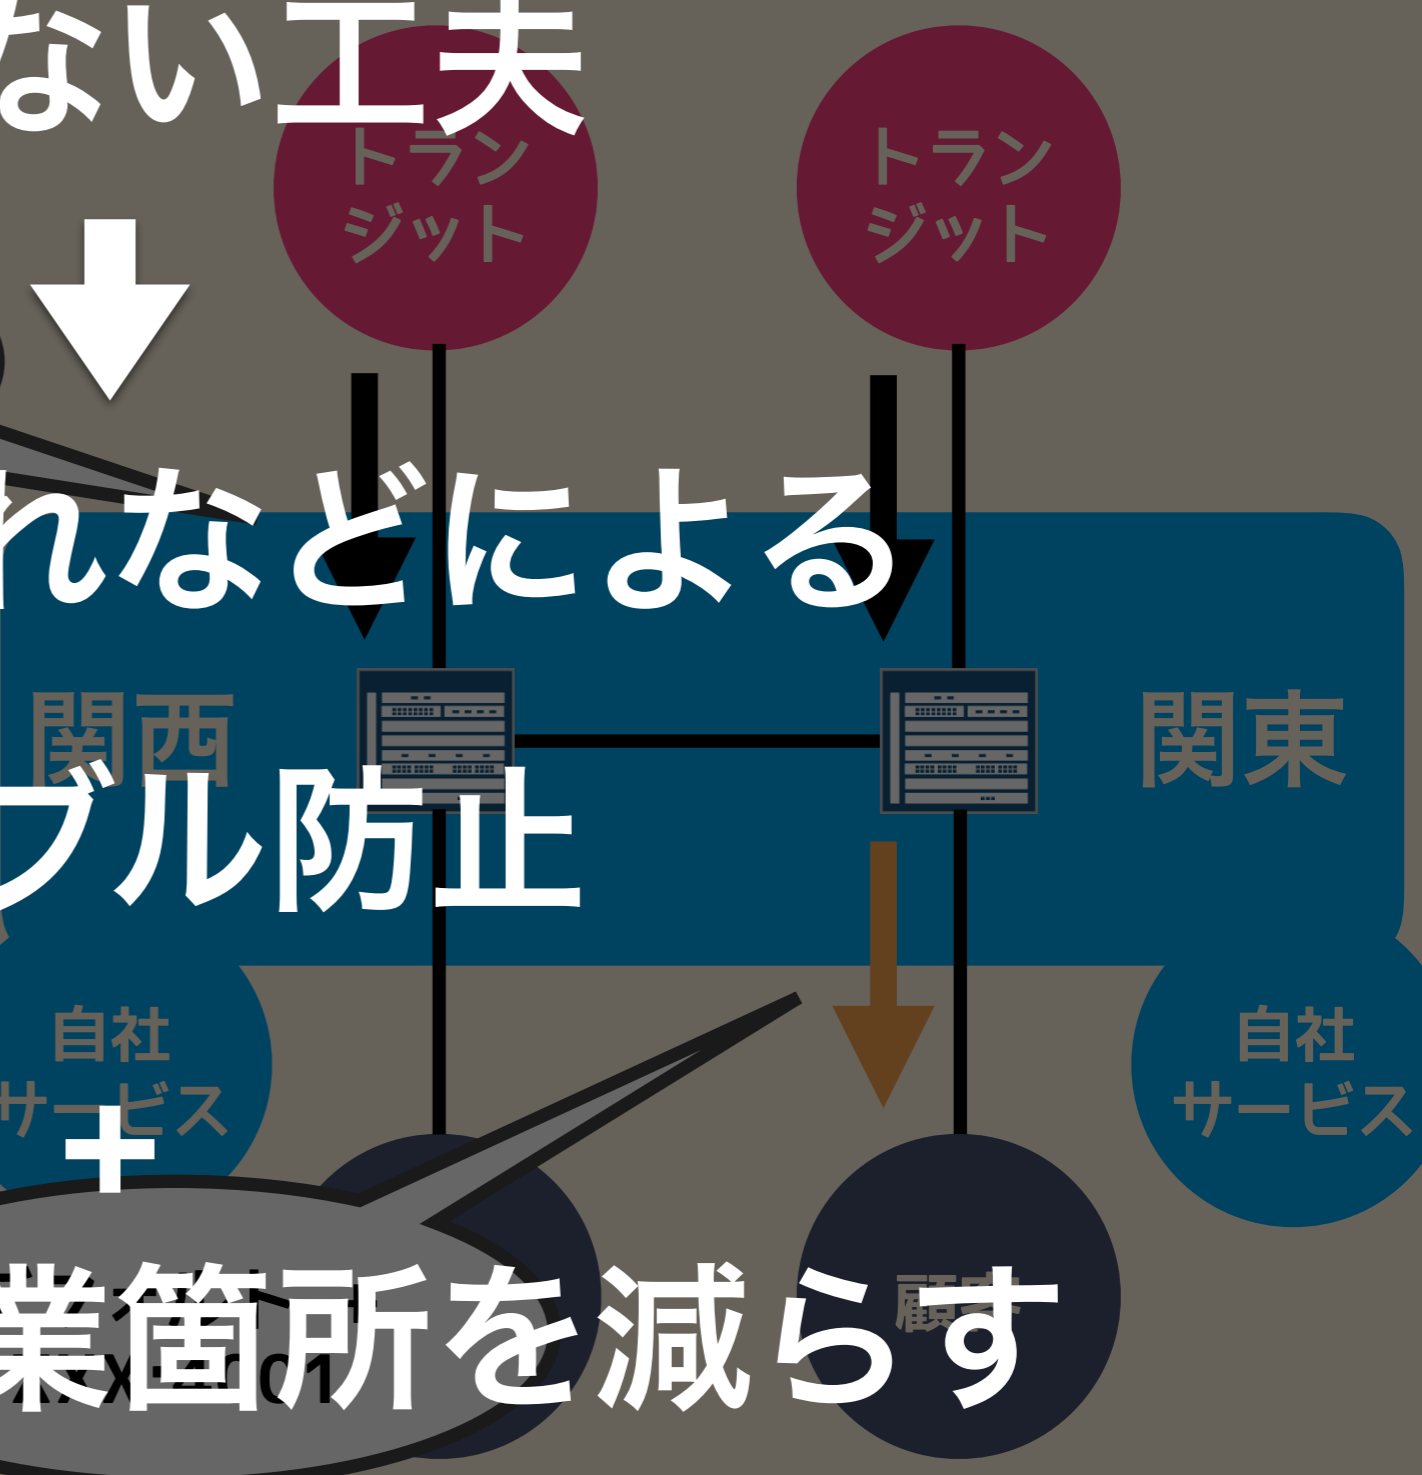 ない工夫
トラン
ジット
トラン
ジット
れなどによる
関西
関東
ブル防止
自社
サービス
自社
サービス
+
業箇所を減らす
顧客